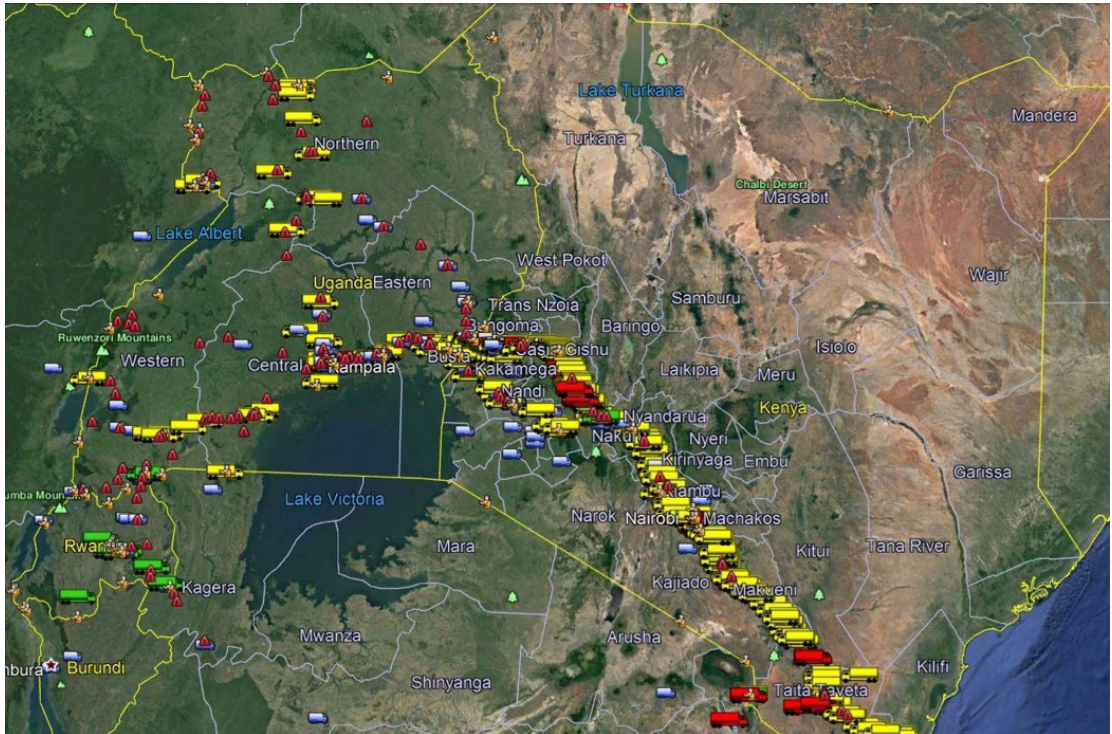 Lake Turkana
Mandera
Turkana
Northern
Chalbi Desert
Marsabit
Lake Albert
West Pokot
Wajir
Uganda
Eastern
Trans Nzoia
Samburu
Bungoma
Baringo
Ruwenzori Mountains
Isiolo
Western
Central
Kampala
Busia
Gishu
Kakamega
Laikipia
Meru
Nandi
Kenya
Nyandarua
Nakuru
Nyeri
Kirinyaga
Embu
Garissa
Kiambu
Lake Victoria
Narok
Nairobi
Machakos
Mara
Kitui
Tana River
Kajiado
Makueni
Kagera
Mwanza
Arusha
Kilifi
Burundi
Shinyanga
Taita Taveta